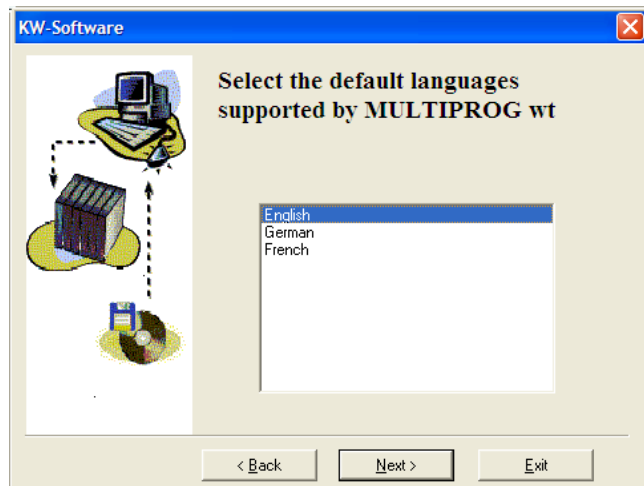 KW-Software
Select the default languages
supported by MULTIPROG wt
English
German
French
< Back
Next >
Exit